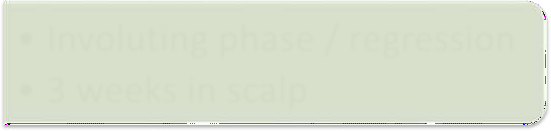 • Involuting phase / regression
• 3 weeks in scalp